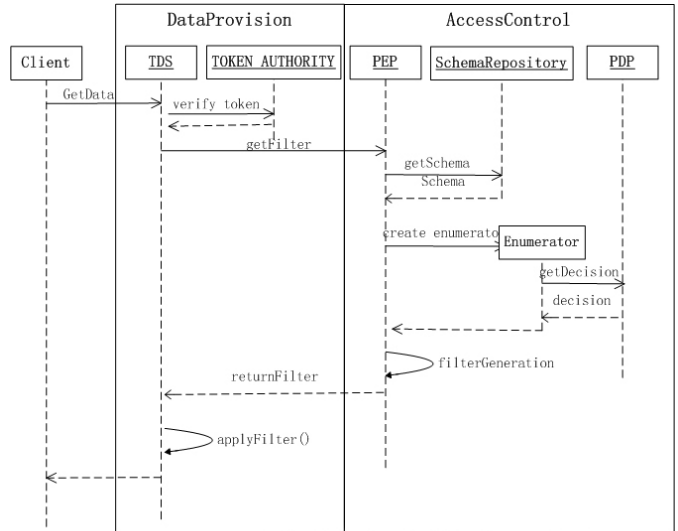 DataProvision
AccessControl
Client
TDS
TOKEN AUTHORITY
PEP
SchemaRepository
PDP
GetData
verify token
getFilter
getSchema
Schema
create enumerato
Enumerator
getDecision
decision
filterGeneration
returnFilter
applyFilter()